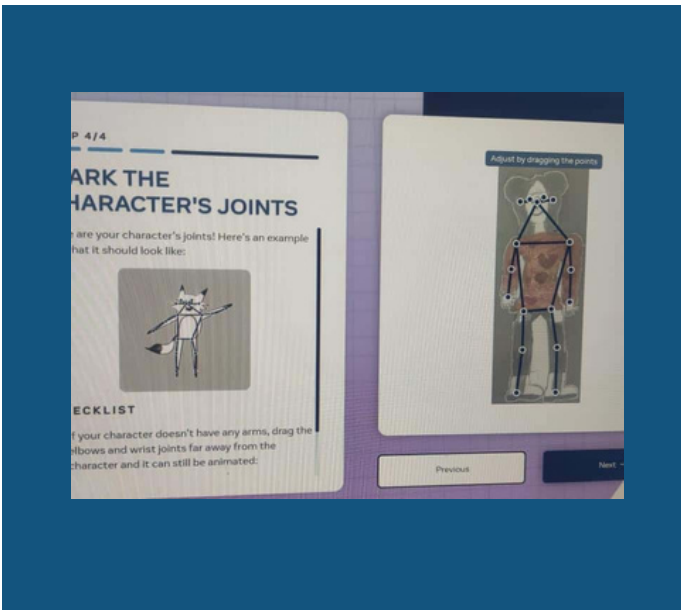 P 4/4
ARK THE
HARACTER'S JOINTS
are your character's joints! Here's an example
hat it should look like:
ECKLIST
f your character doesn't have any arms, drag the
elbows and wrist joints far away from the
character and it can still be animated:
Adjust by dragging the points
Previous
Next